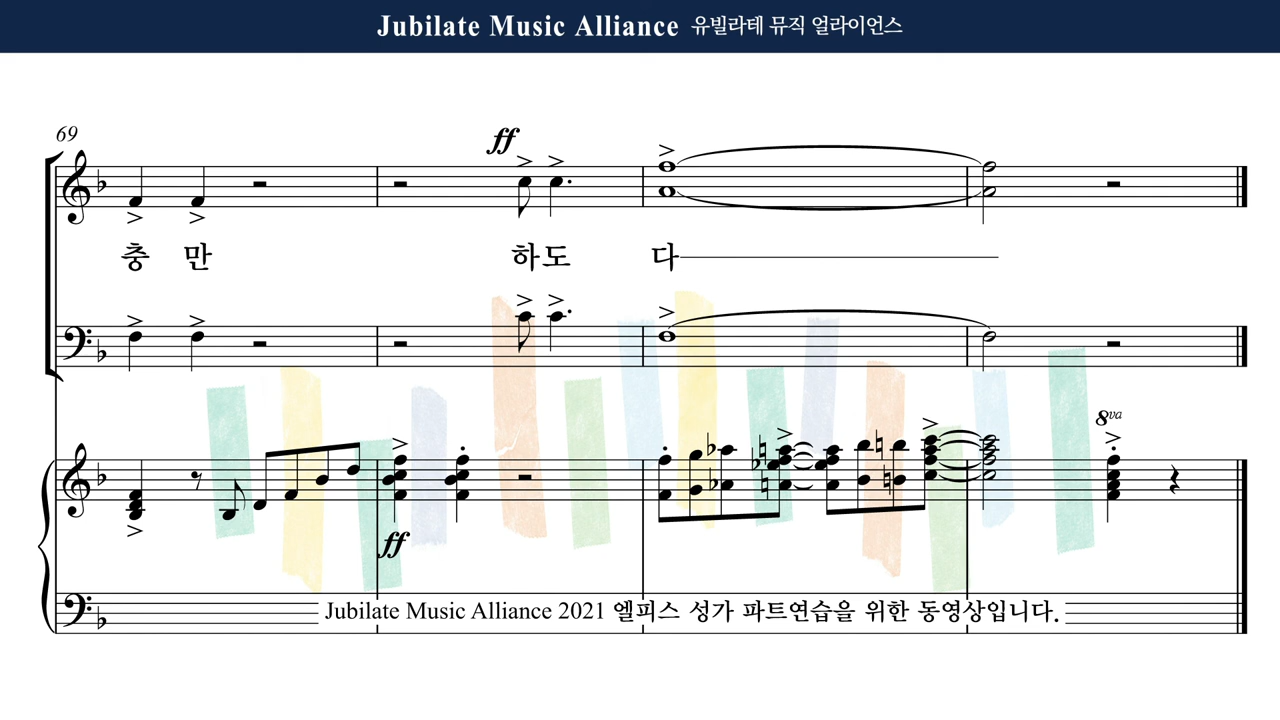 Jubilate Music Alliance 유빌라테 뮤직 얼라이언스
69
ff
충 만 하도 다
8va
ff
Jubilate Music Alliance 2021 엘피스 성가 파트연습을 위한 동영상입니다.